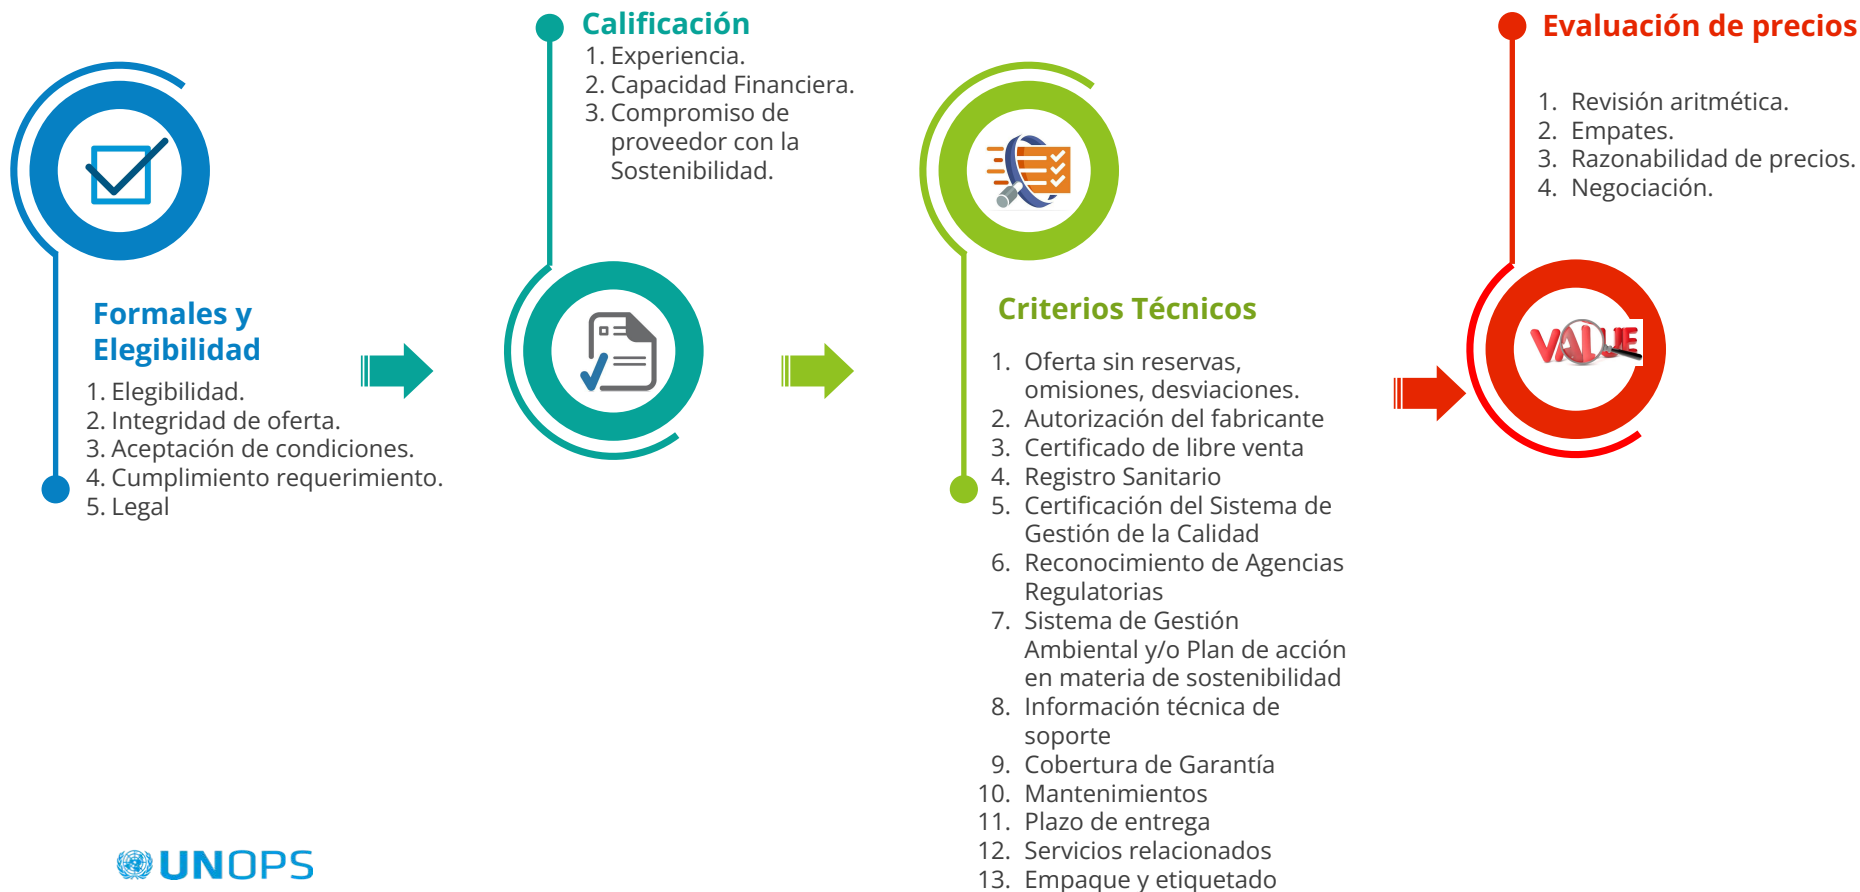 Formales y
Elegibilidad
1. Elegibilidad.
2. Integridad de oferta.
3. Aceptación de condiciones.
4. Cumplimiento requerimiento.
5. Legal
Calificación
1. Experiencia.
2. Capacidad Financiera.
3. Compromiso de
proveedor con la
Sostenibilidad.
Criterios Técnicos
1. Oferta sin reservas,
omisiones, desviaciones.
2. Autorización del fabricante
3. Certificado de libre venta
4. Registro Sanitario
5. Certificación del Sistema de
Gestión de la Calidad
6. Reconocimiento de Agencias
Regulatorias
7. Sistema de Gestión
Ambiental y/o Plan de acción
en materia de sostenibilidad
8. Información técnica de
soporte
9. Cobertura de Garantía
10. Mantenimientos
11. Plazo de entrega
12. Servicios relacionados
13. Empaque y etiquetado
Evaluación de precios
1. Revisión aritmética.
2. Empates.
3. Razonabilidad de precios.
4. Negociación.
VALUE
UNOPS